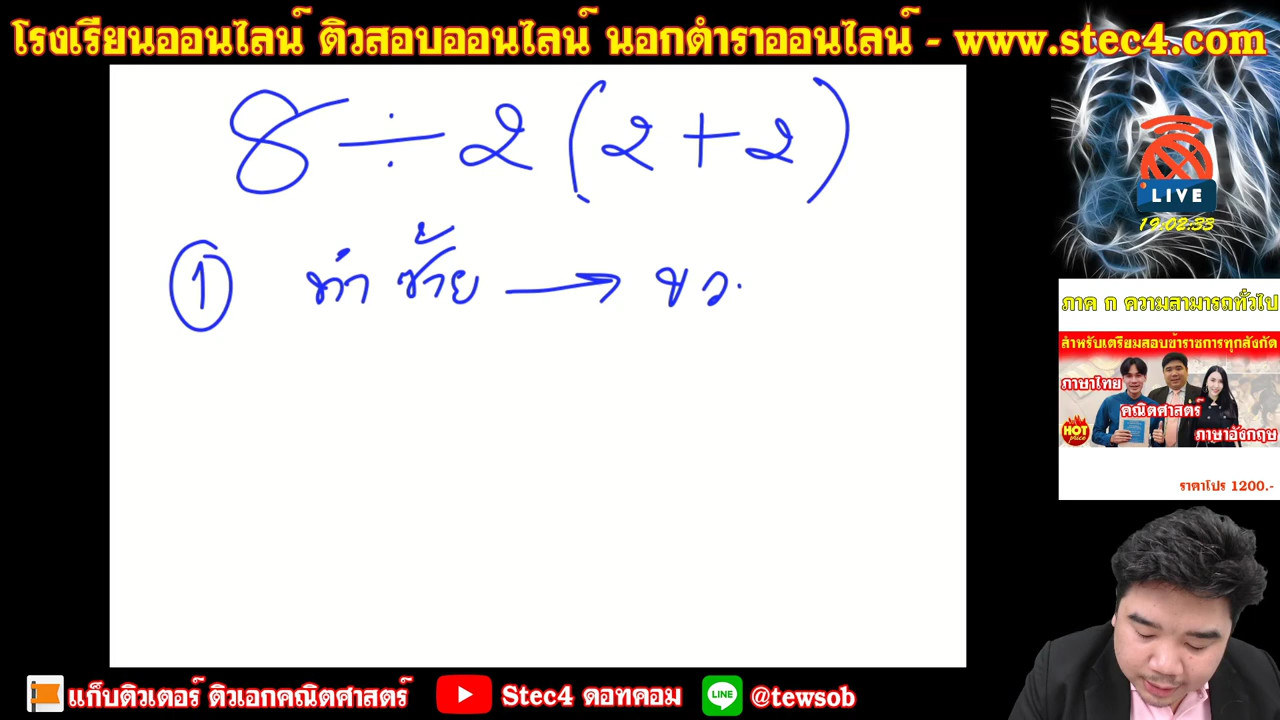 โรงเรียนออนไลน์ ติวสอบออนไลน์ นอกตำราออนไลน์ - www.stec4.com
8 ÷ 2 (2 + 2)
LIVE
19:02:33
① ทำ ซ้าย → ขว.
ภาค ก ความสามารถทั่วไป
สำหรับเตรียมสอบข้าราชการทุกสังกัด
ภาษาไทย
คณิตศาสตร์
HOT
price
ภาษาอังกฤษ
ราคาโปร 1200.-
แก็บติวเตอร์ ติวเอกคณิตศาสตร์
Stec4 ดอทคอม
LINE
@tewsob